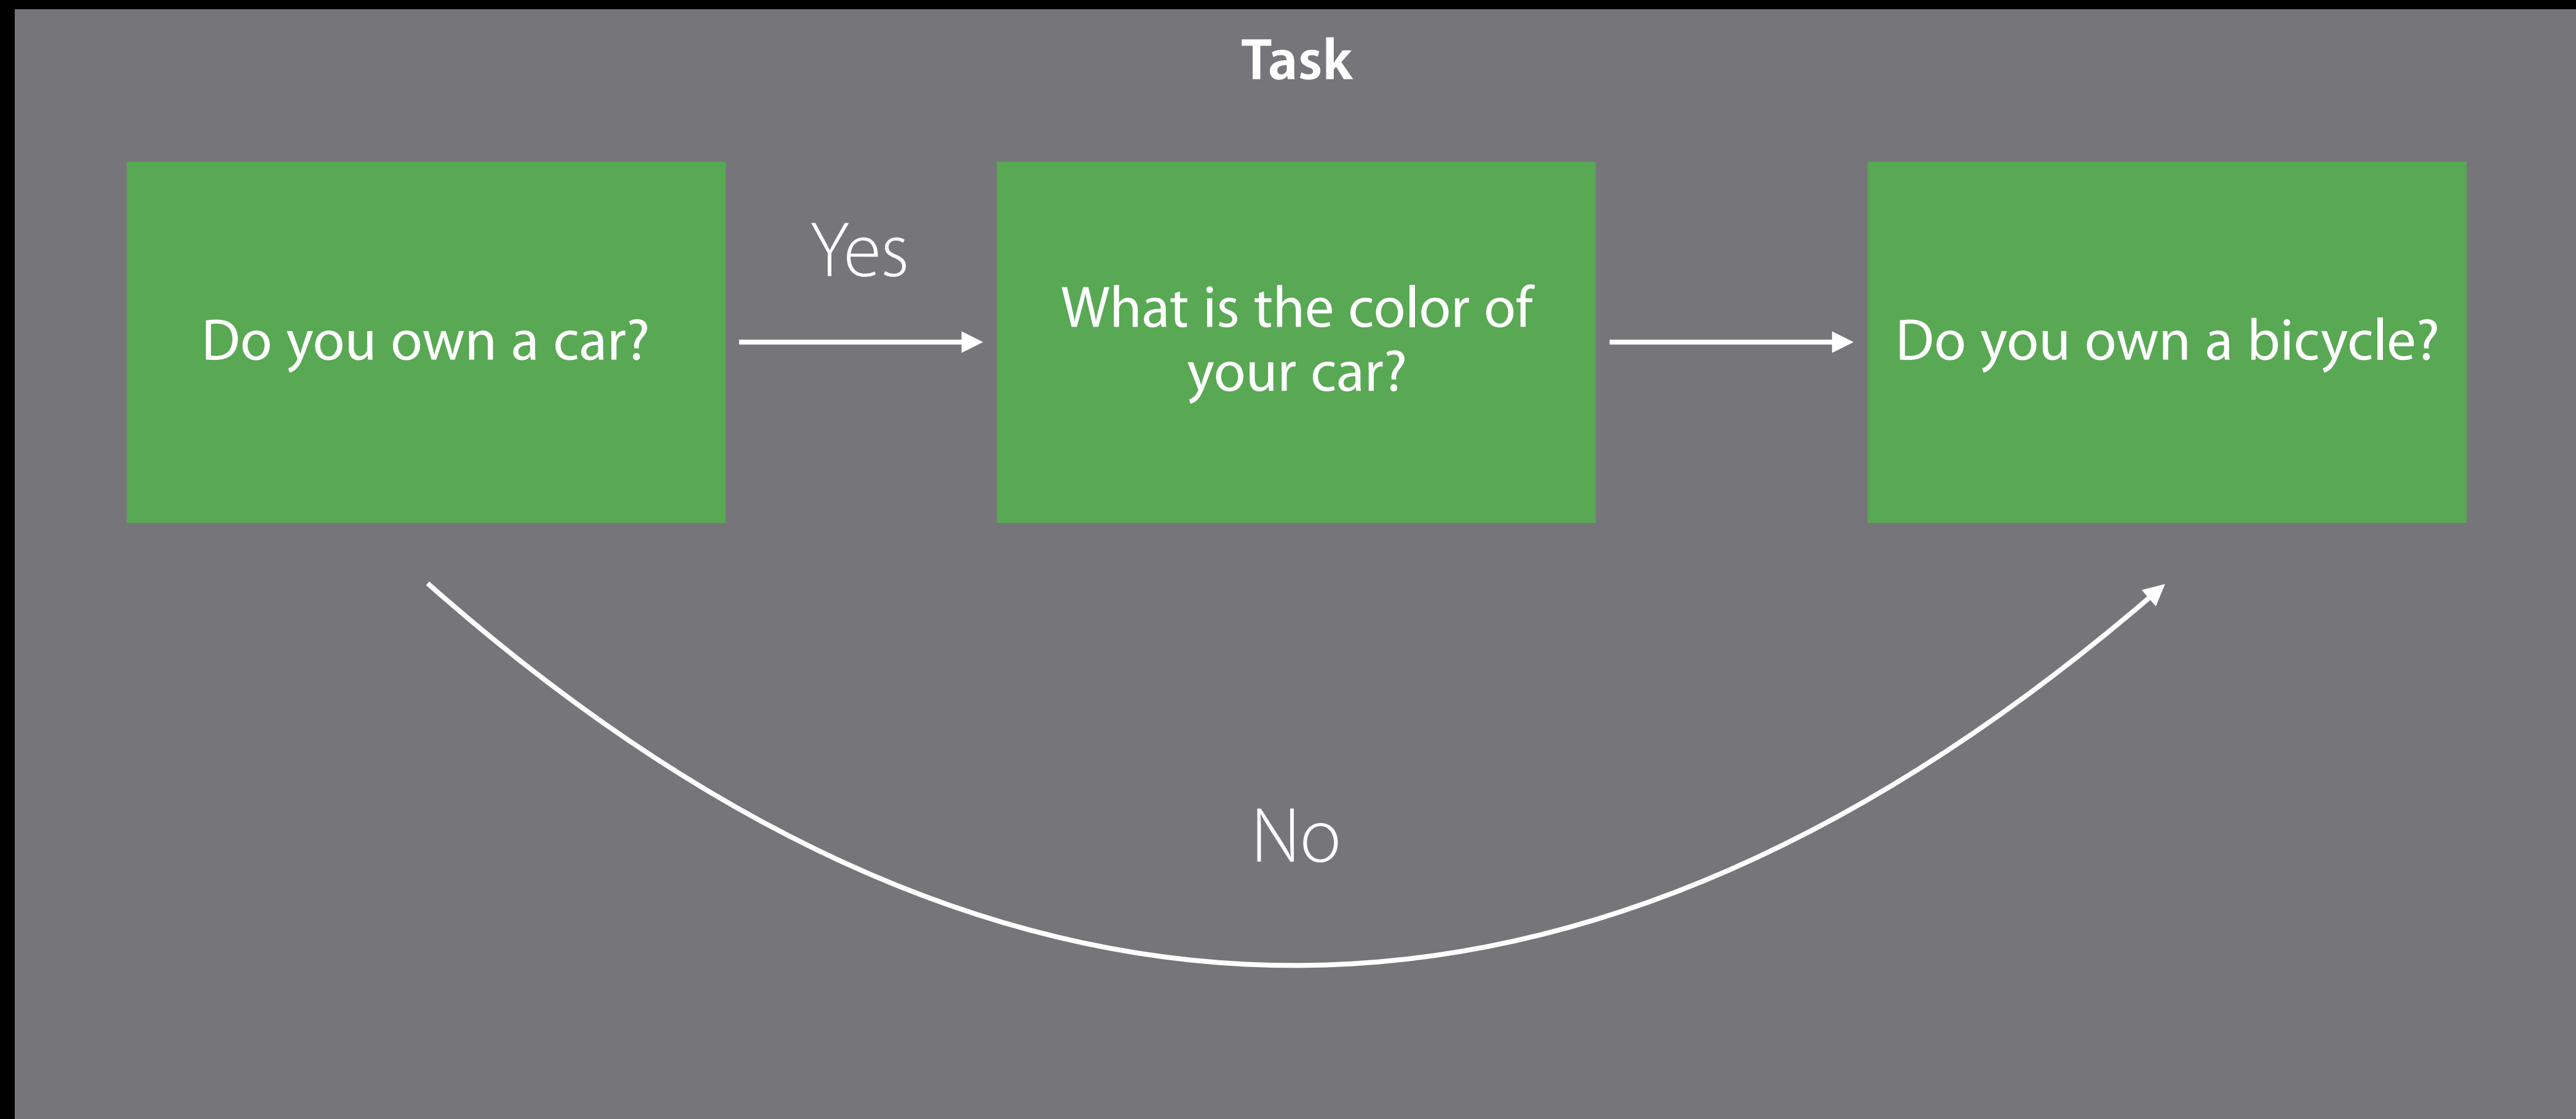 Task
Do you own a car?
Yes
What is the color of
your car?
Do you own a bicycle?
No